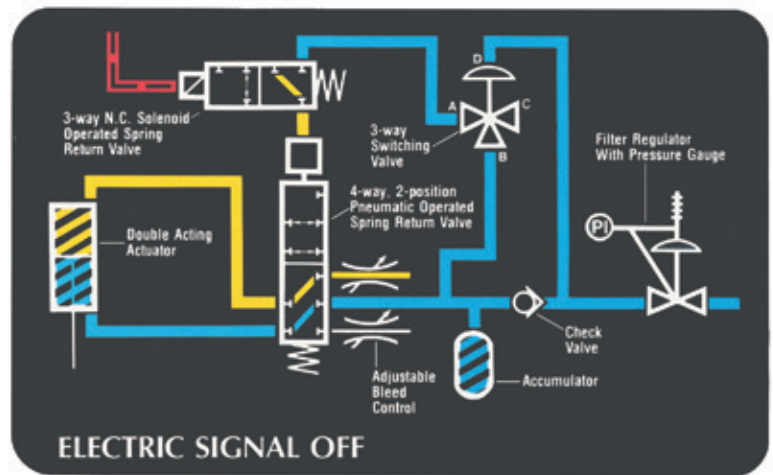 D
A
C
B
3-way N.C. Solenoid
Operated Spring
Return Valve
3-way
Switching
Valve
Filter Regulator
With Pressure Gauge
4-way, 2-position
Pneumatic Operated
Spring Return Valve
PI
Double Acting
Actuator
Check
Valve
Adjustable
Bleed
Control
Accumulator
ELECTRIC SIGNAL OFF